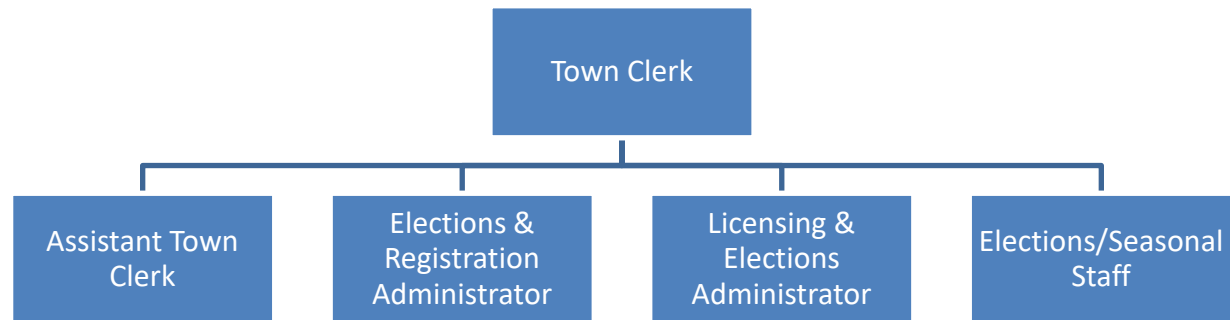 Town Clerk
Assistant Town
Clerk
Elections &
Registration
Administrator
Licensing &
Elections
Administrator
Elections/Seasonal
Staff